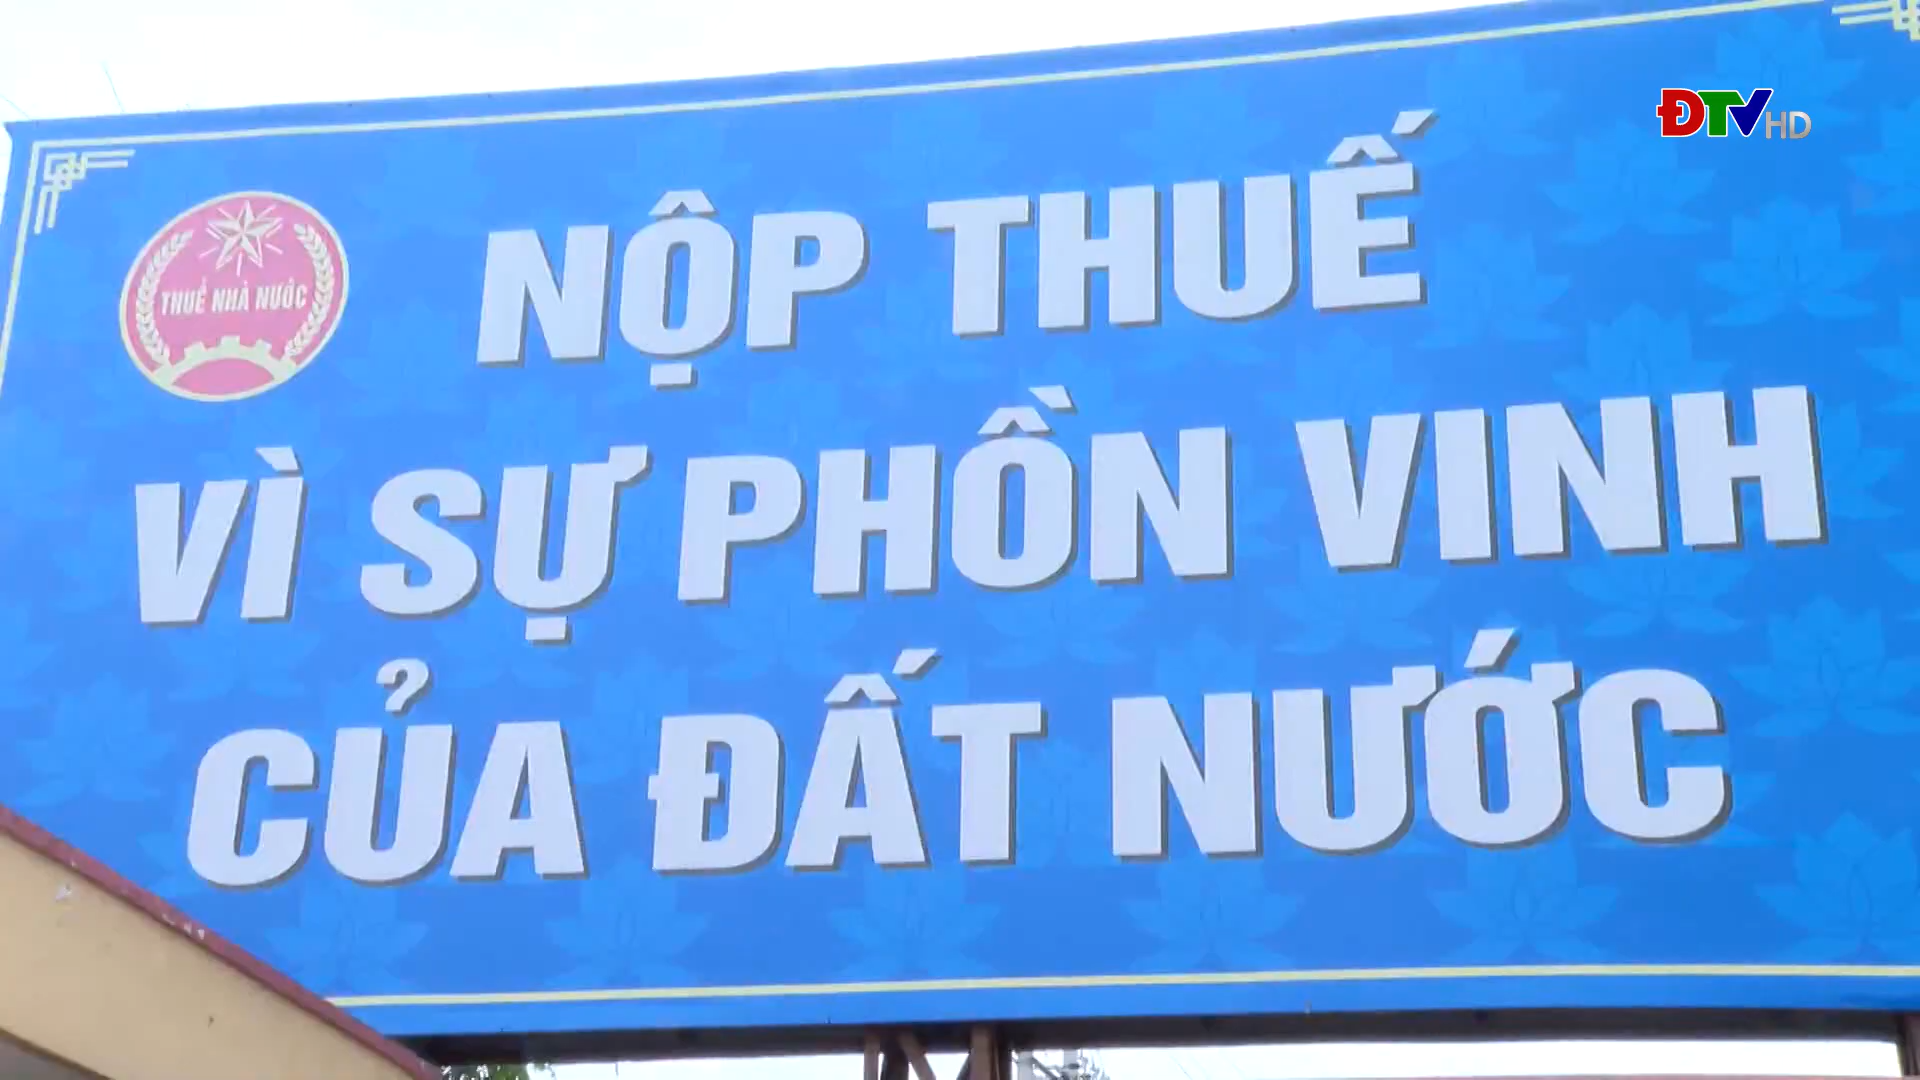 ĐTV HD
THUẾ NHÀ NƯỚC
NỘP THUẾ
VÌ SỰ PHỒN VINH
CỦA ĐẤT NƯỚC